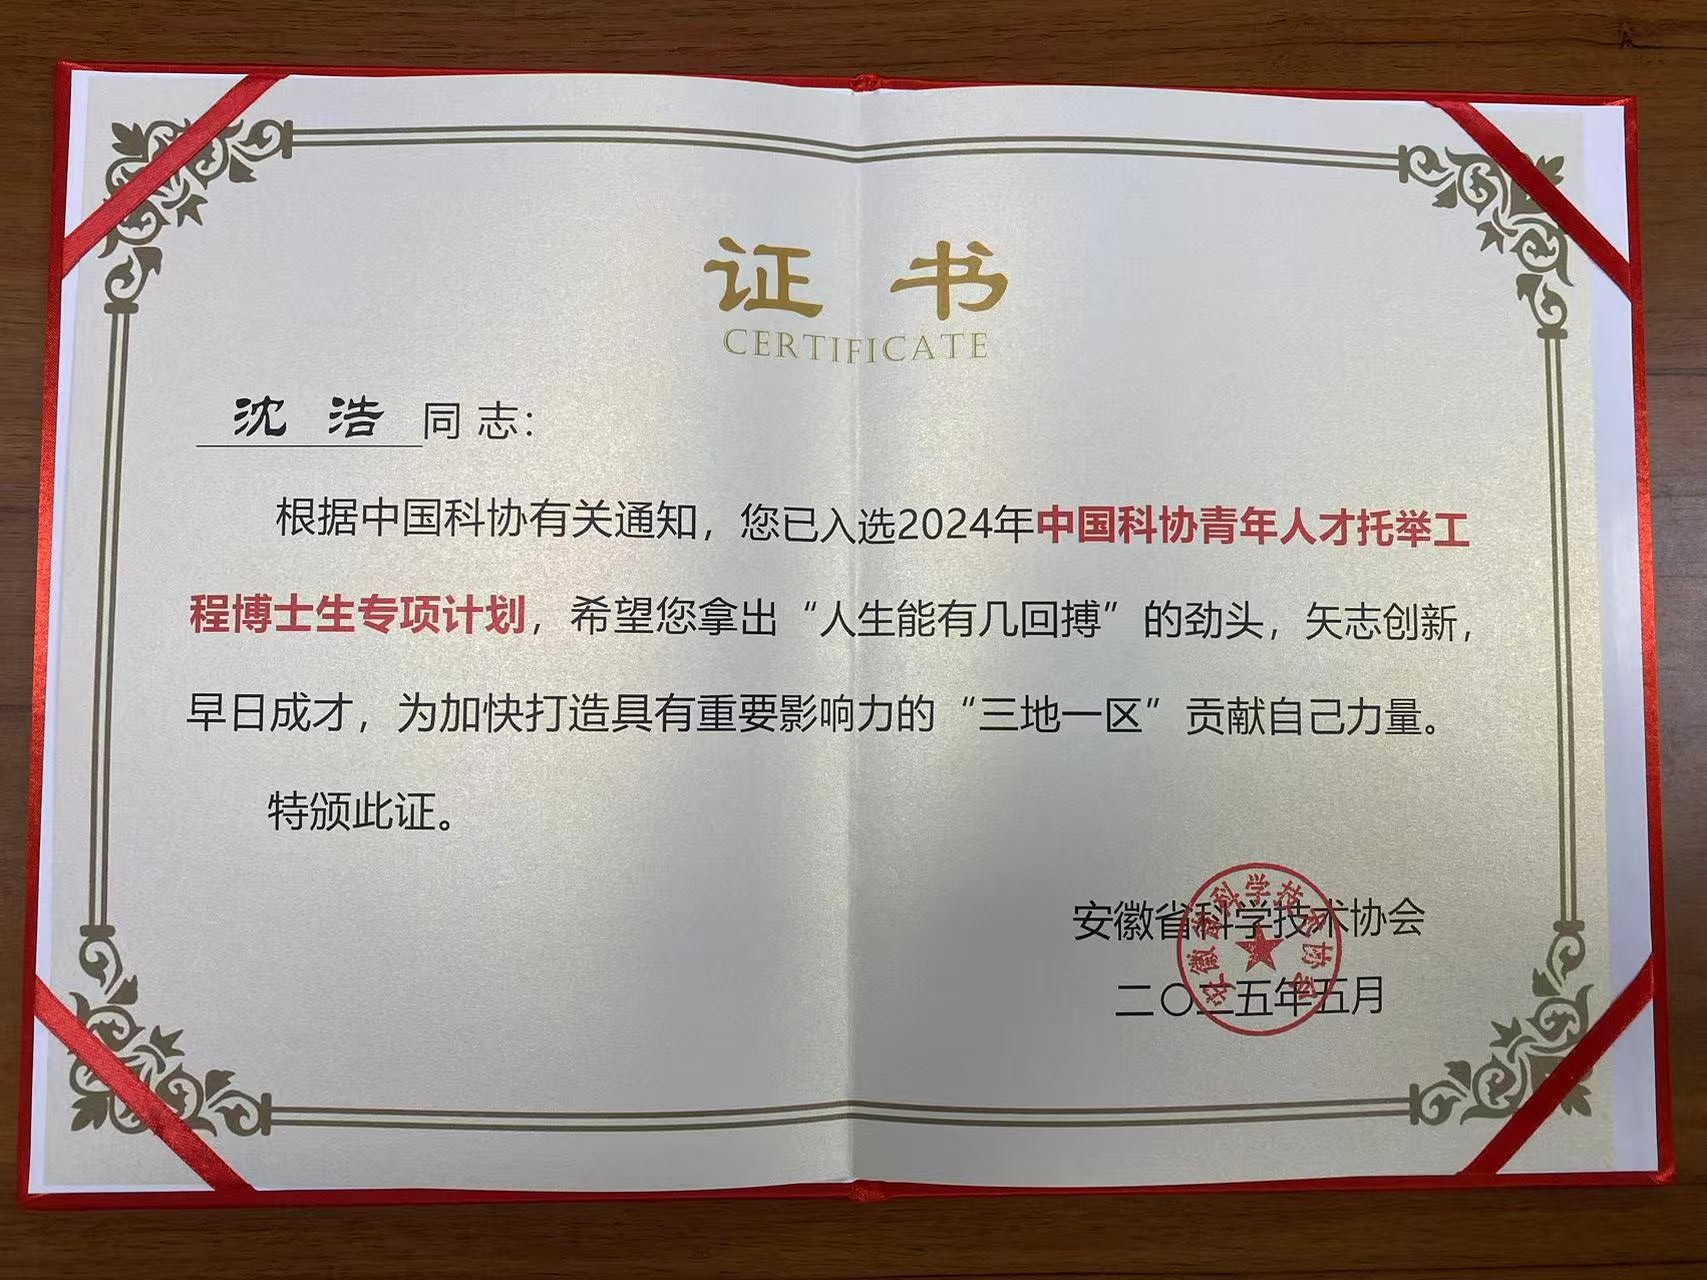 证 书
CERTIFICATE
沈 浩 同 志：
根据中国科协有关通知，您已入选2024年中国科协青年人才托举工
程博士生专项计划，希望您拿出“人生能有几回搏”的劲头，矢志创新，
早日成才，为加快打造具有重要影响力的“三地一区”贡献自己力量。
特颁此证。
安徽省科学技术协会
二〇二五年五月
安徽省科学技术协会